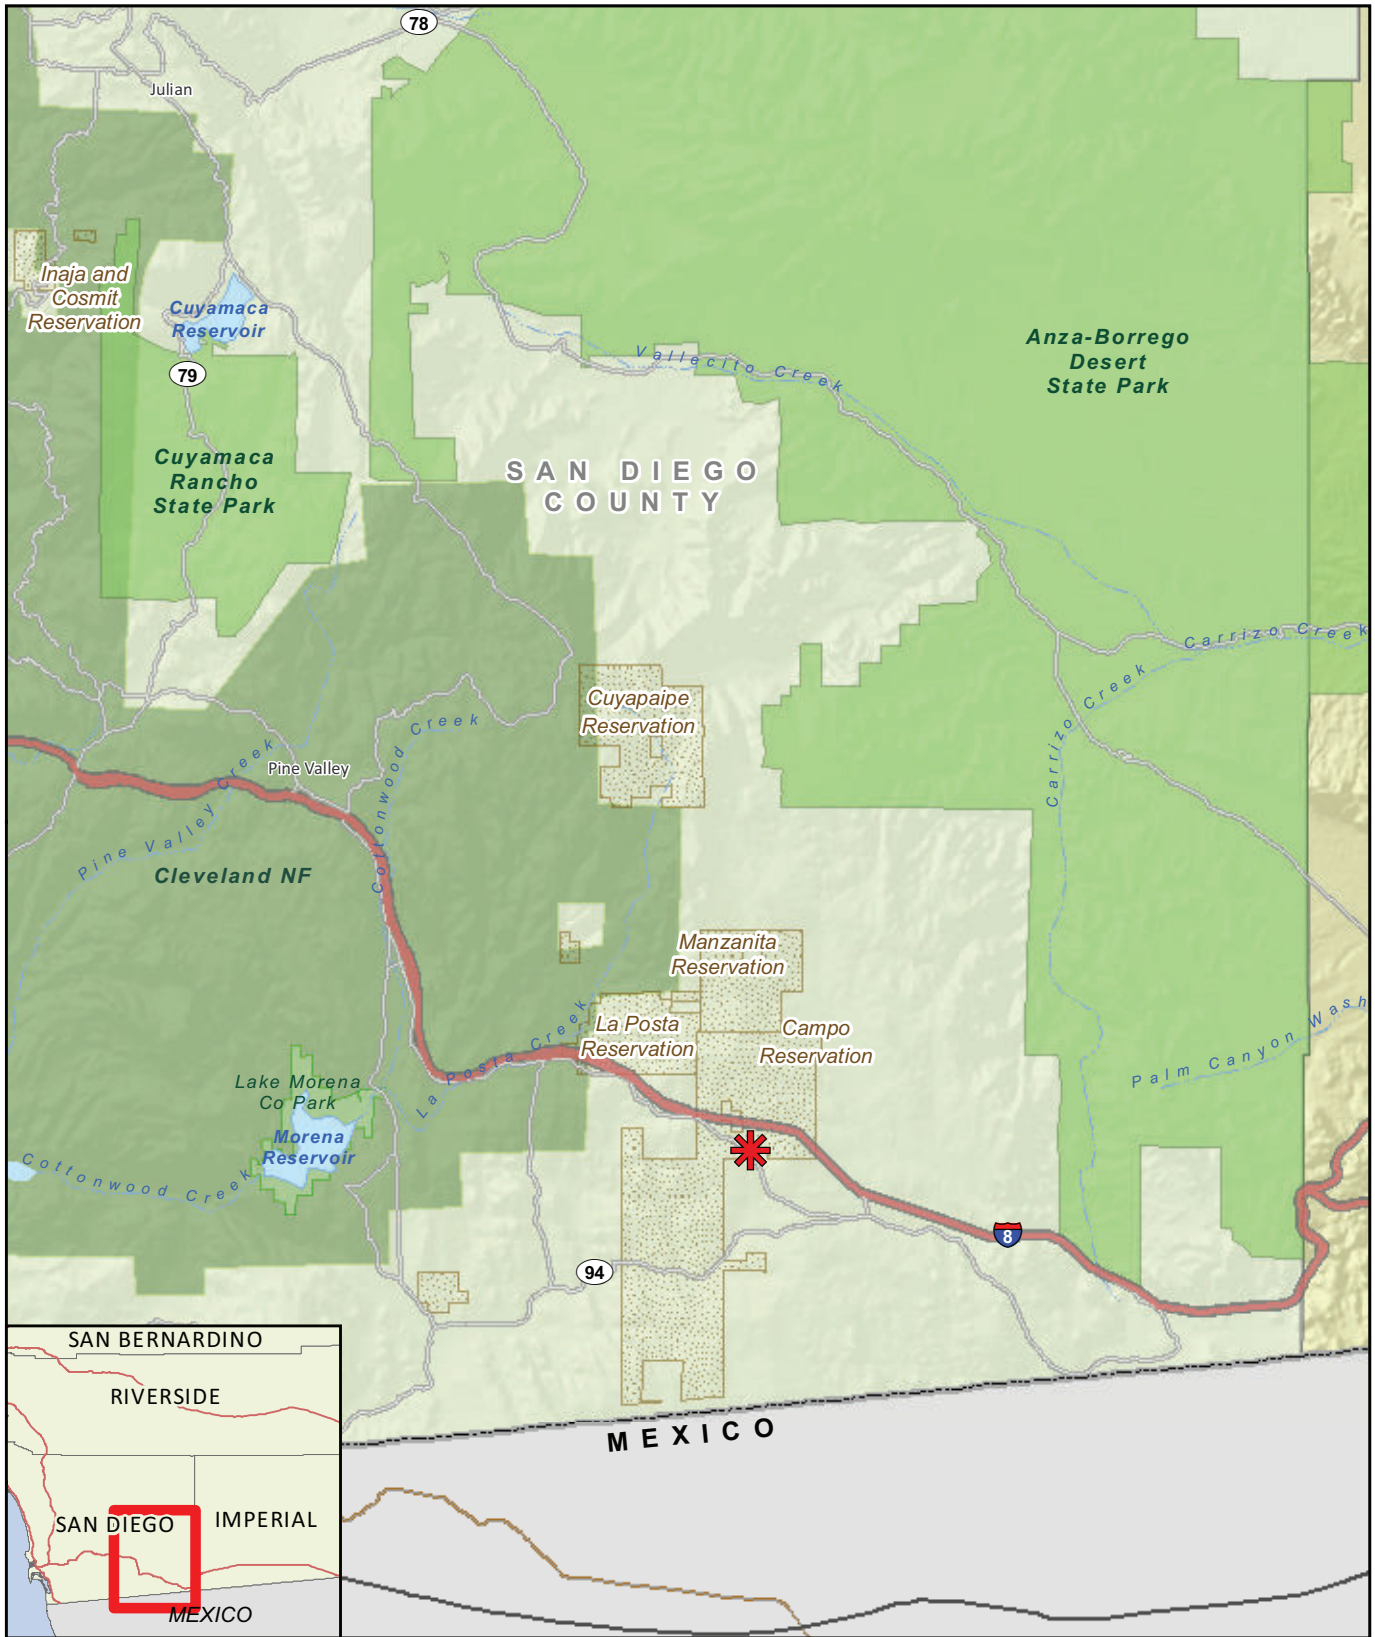 78
Julian
Inaja and
Cosmit
Reservation
Cuyamaca
Reservoir
79
Anza-Borrego
Desert
State Park
Vallecito Creek
Cuyamaca
Rancho
State Park
SAN DIEGO
COUNTY
Carrizo Creek
Carrizo Creek
Cuyapaipe
Reservation
Cottonwood Creek
Pine Valley
Pine Valley Creek
Cleveland NF
Manzanita
Reservation
La Posta
Reservation
Campo
Reservation
La Posta Creek
Palm Canyon Wash
Lake Morena
Co Park
Morena
Reservoir
Cottonwood Creek
8
94
MEXICO
SAN BERNARDINO
RIVERSIDE
SAN DIEGO
IMPERIAL
MEXICO